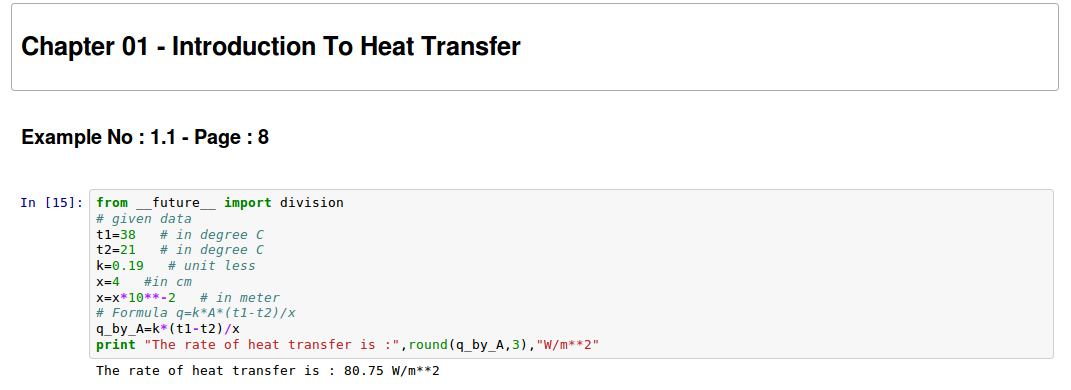 Chapter 01 - Introduction To Heat Transfer
Example No : 1.1 - Page : 8
In [15]: from __future__ import division
# given data
t1=38   # in degree C
t2=21   # in degree C
k=0.19   # unit less
x=4   #in cm
x=x*10**-2   # in meter
# Formula q=k*A*(t1-t2)/x
q_by_A=k*(t1-t2)/x
print "The rate of heat transfer is :",round(q_by_A,3),"W/m**2"
The rate of heat transfer is : 80.75 W/m**2